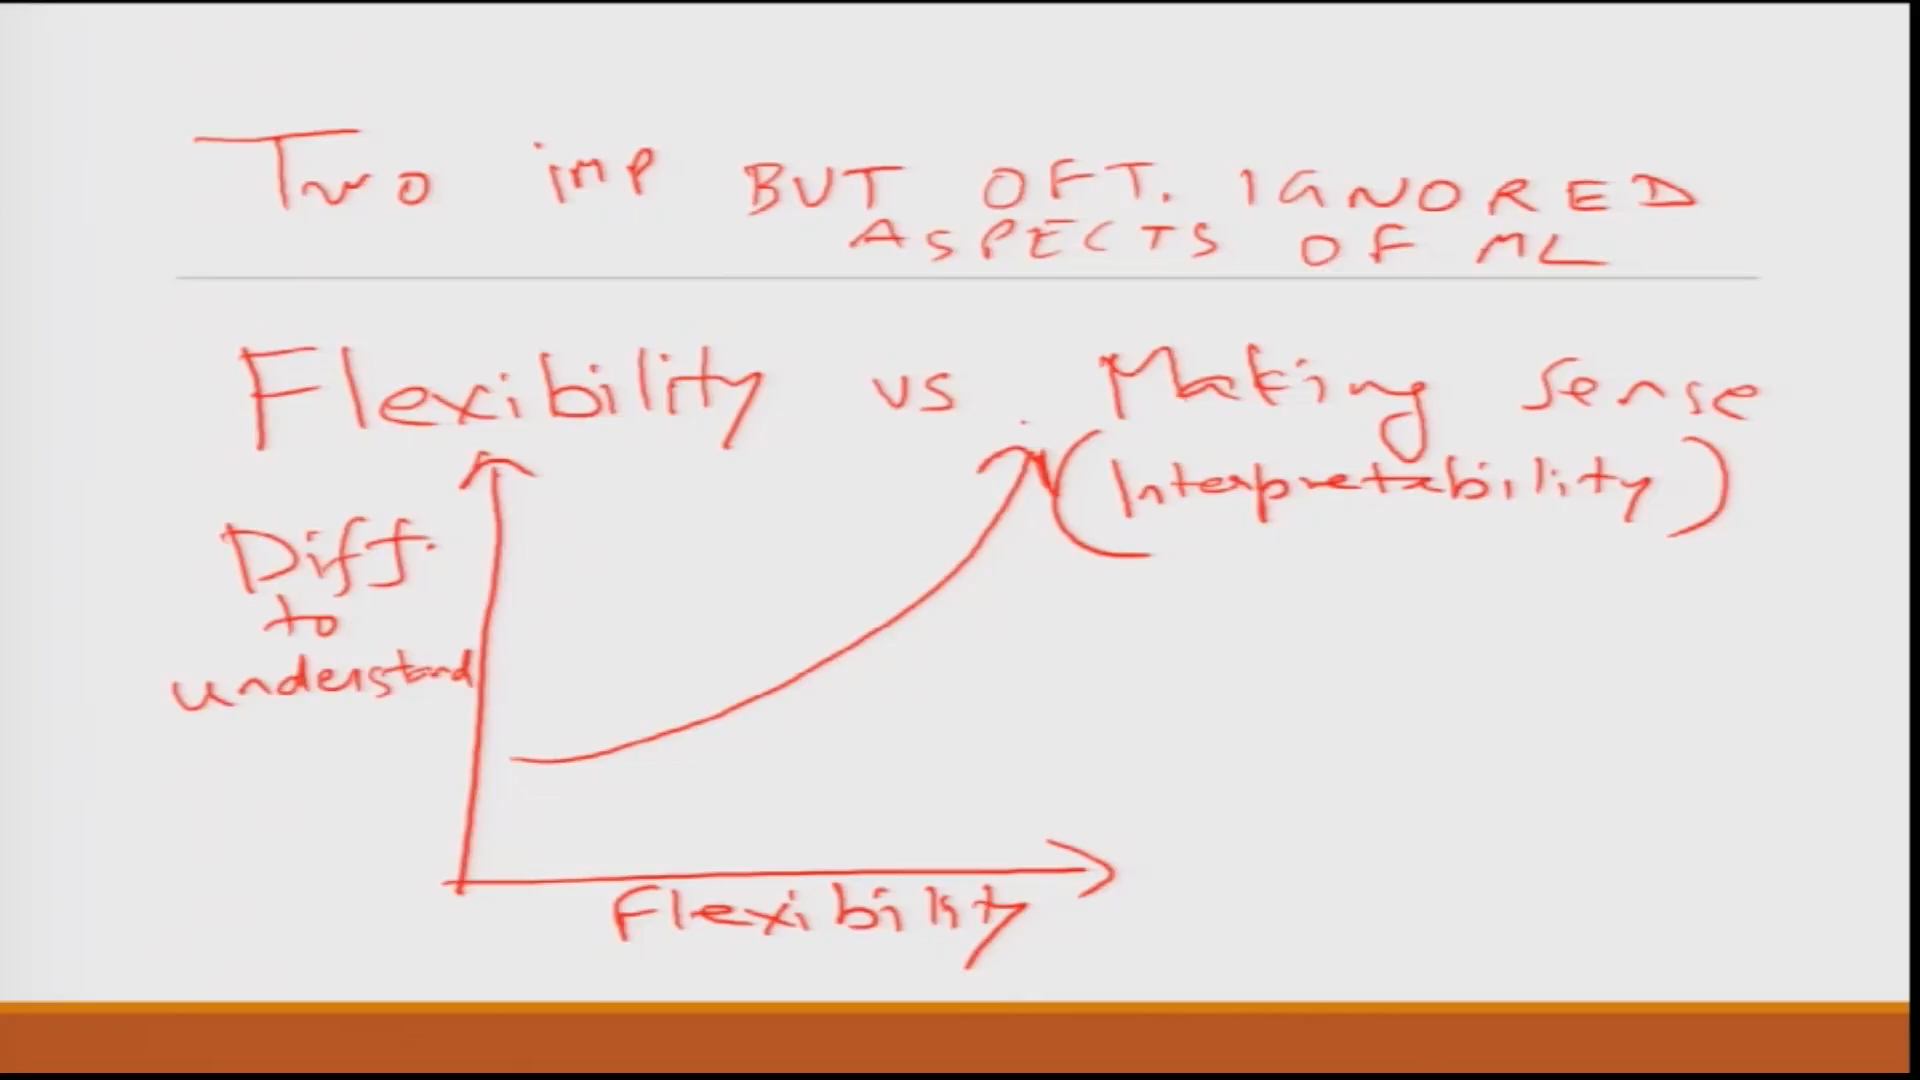 Two imp BUT OFT. IGNORED
ASPECTS OF ML
Flexibility vs Making sense
(Interpretability)
Diff.
to
understand
Flexibility